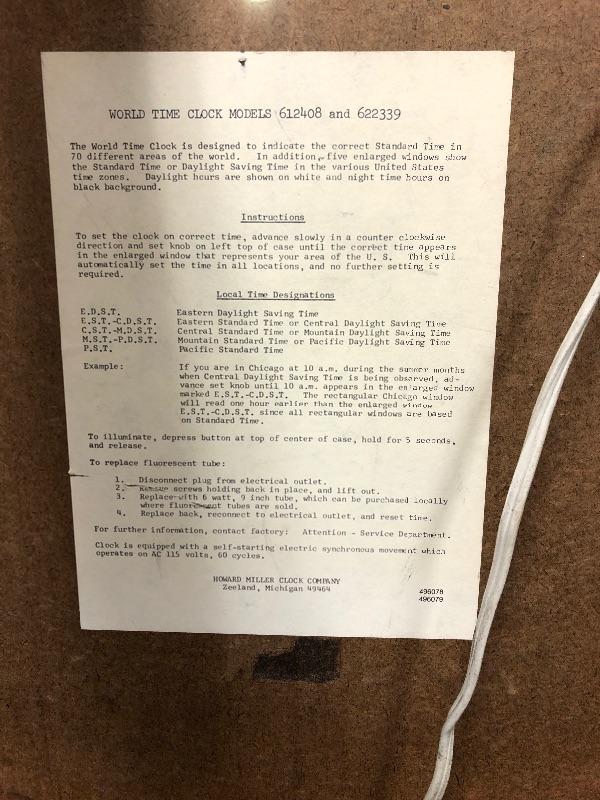 WORLD TIME CLOCK MODELS 612408 and 622339
The World Time Clock is designed to indicate the correct Standard Time in
70 different areas of the world. In addition, five enlarged windows show
the Standard Time or Daylight Saving Time in the various United States
time zones. Daylight hours are shown on white and night time hours on
black background.
Instructions
To set the clock on correct time, advance slowly in a counter clockwise
direction and set knob on left top of case until the correct time appears
in the enlarged window that represents your area of the U. S. This will
automatically set the time in all locations, and no further setting is
required.
Local Time Designations
E.D.S.T. Eastern Daylight Saving Time
E.S.T.-C.D.S.T. Eastern Standard Time or Central Daylight Saving Time
C.S.T.-M.D.S.T. Central Standard Time or Mountain Daylight Saving Time
M.S.T.-P.D.S.T. Mountain Standard Time or Pacific Daylight Saving Time
P.S.T. Pacific Standard Time
Example: If you are in Chicago at 10 a.m. during the summer months
when Central Daylight Saving Time is being observed, ad-
vance set knob until 10 a.m. appears in the enlarged window
marked E.S.T.-C.D.S.T. The rectangular Chicago window
will read one hour earlier than the enlarged window
E.S.T.-C.D.S.T. since all rectangular windows are based
on Standard Time.
To illuminate, depress button at top of center of case, hold for 5 seconds,
and release.
To replace fluorescent tube:
1. Disconnect plug from electrical outlet.
2. Remove screws holding back in place, and lift out.
3. Replace with 6 watt, 9 inch tube, which can be purchased locally
where fluorescent tubes are sold.
4. Replace back, reconnect to electrical outlet, and reset time.
For further information, contact factory: Attention - Service Department.
Clock is equipped with a self-starting electric synchronous movement which
operates on AC 115 volts, 60 cycles.
HOWARD MILLER CLOCK COMPANY
Zeeland, Michigan 49464
496078
496079